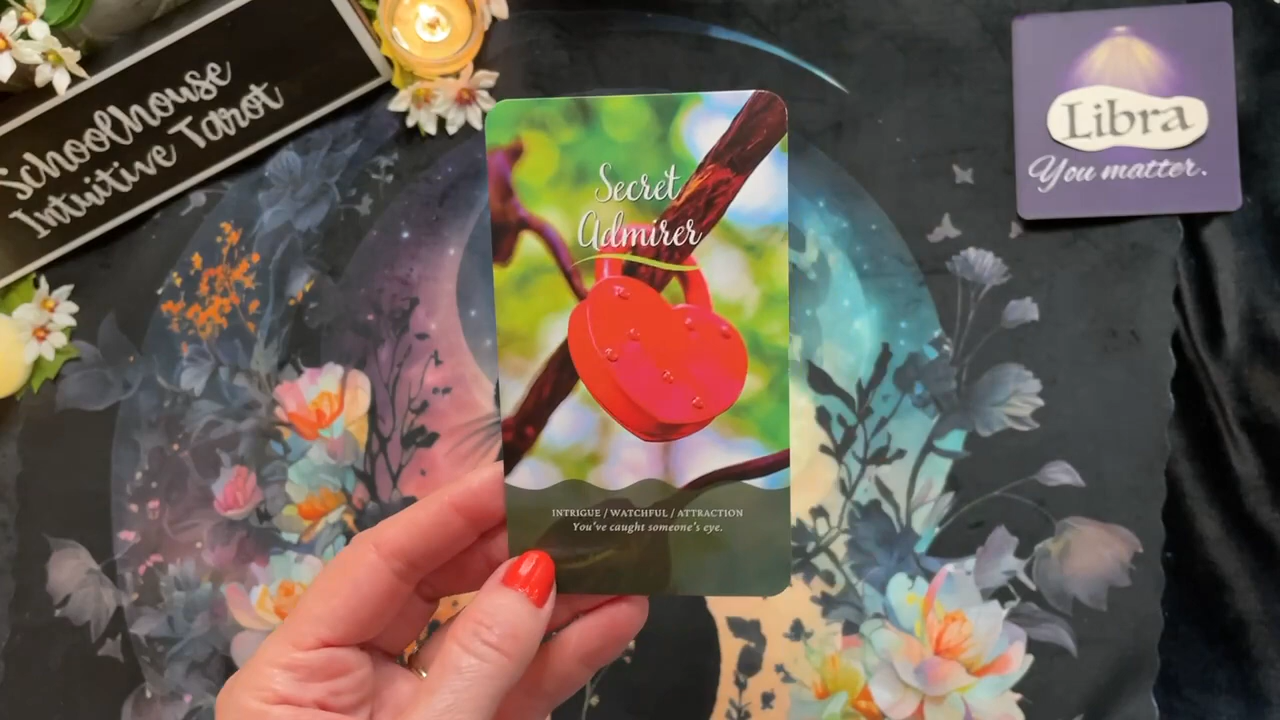 Schoolhouse
Intuitive Tarot
Libra
You matter.
Secret
Admirer
INTRIGUE / WATCHFUL / ATTRACTION
You've caught someone's eye.